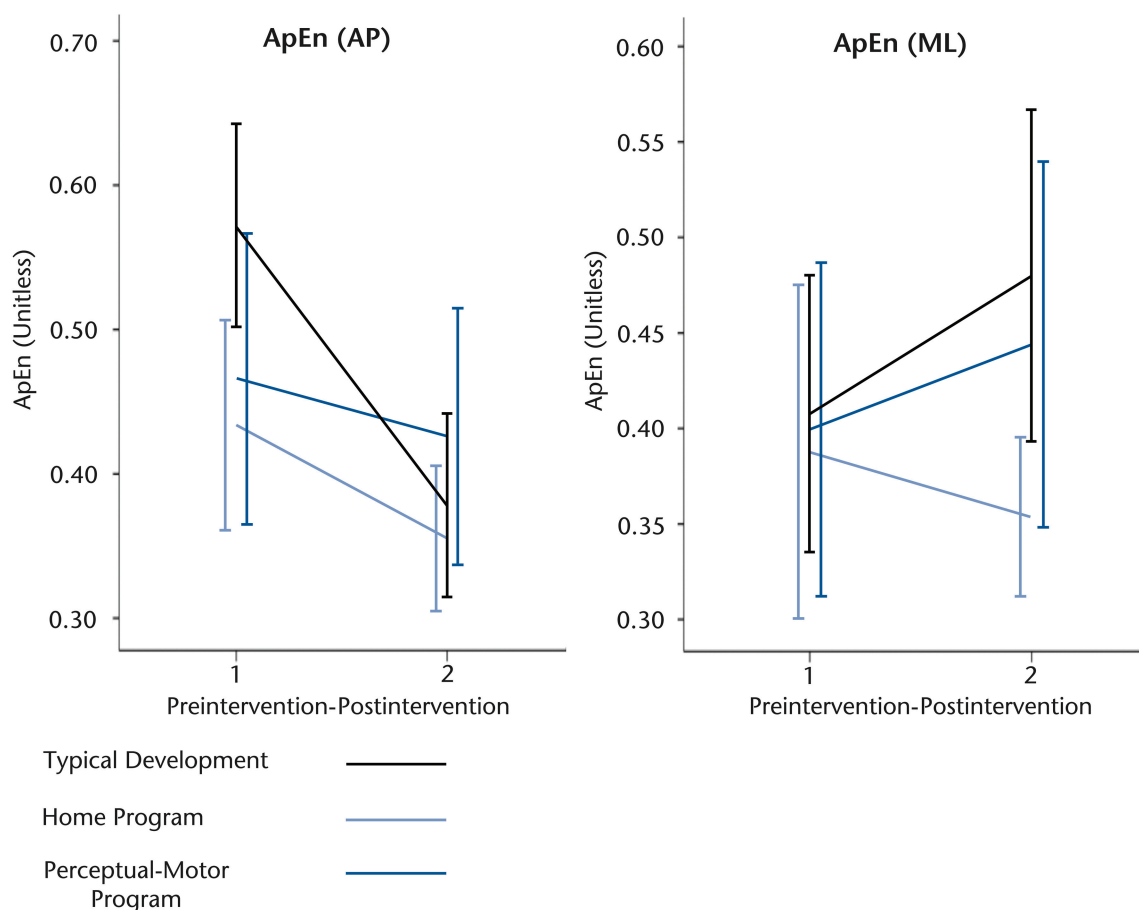 ApEn (AP)
0.70
0.60
0.50
0.40
0.30
ApEn (Unitless)
1
2
Preintervention-Postintervention
ApEn (ML)
0.60
0.55
0.50
0.45
0.40
0.35
0.30
ApEn (Unitless)
1
2
Preintervention-Postintervention
Typical Development
Home Program
Perceptual-Motor
Program